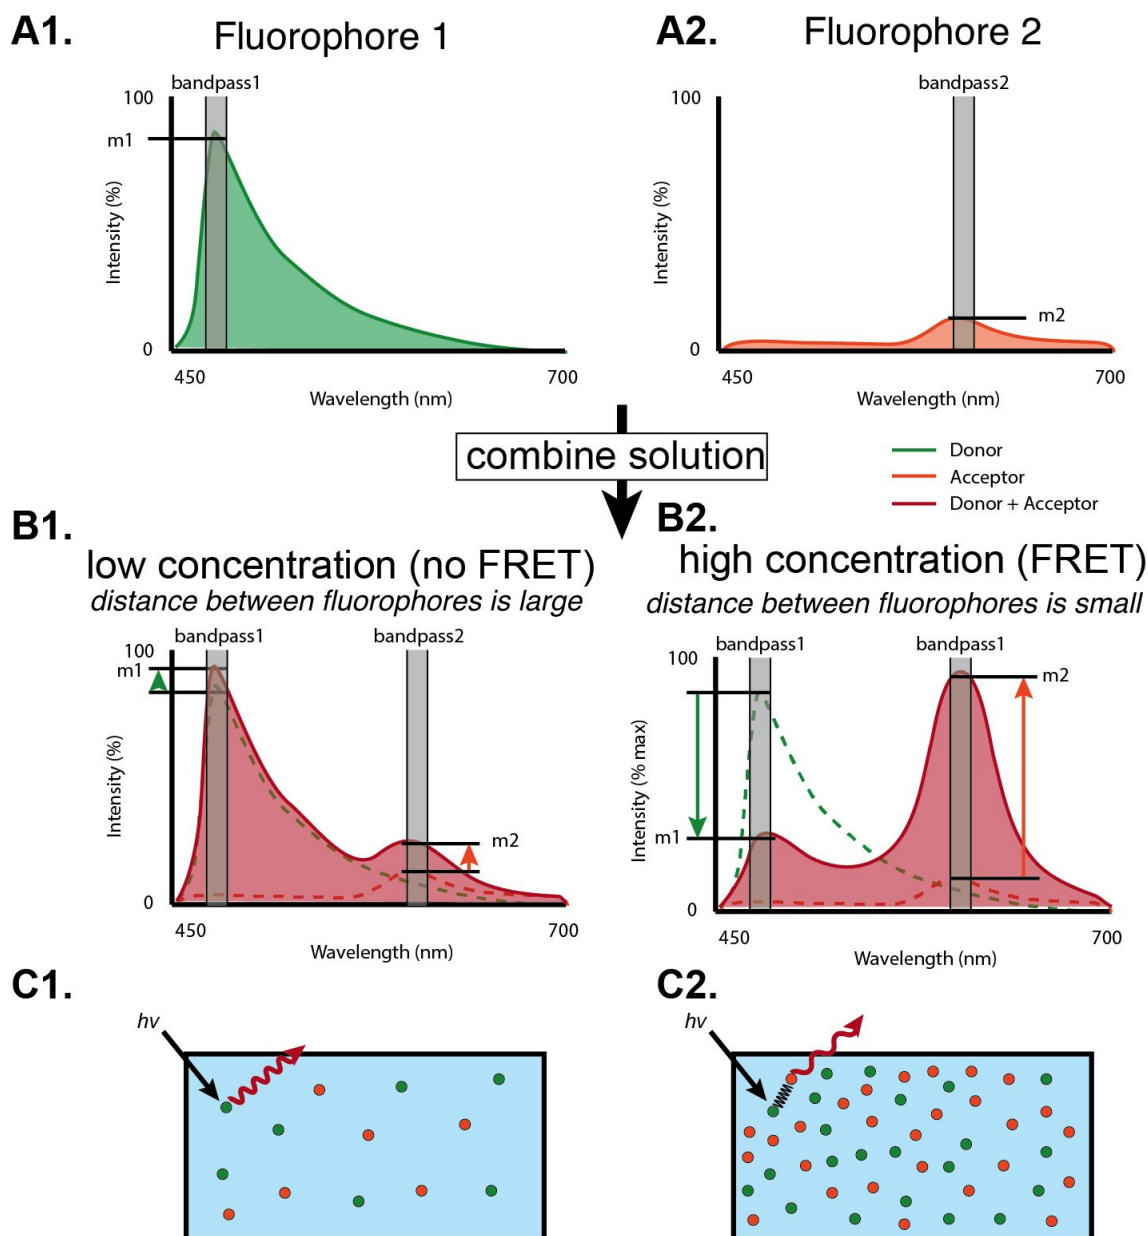 A1.
Fluorophore 1
bandpass1
100
m1
Intensity (%)
0
450
700
Wavelength (nm)
A2.
Fluorophore 2
bandpass2
100
m2
Intensity (%)
0
450
700
Wavelength (nm)
combine solution
Donor
Acceptor
Donor + Acceptor
B1.
low concentration (no FRET)
distance between fluorophores is large
bandpass1
bandpass2
100
m1
m2
Intensity (%)
0
450
700
Wavelength (nm)
B2.
high concentration (FRET)
distance between fluorophores is small
bandpass1
bandpass1
100
m2
m1
Intensity (% max)
0
450
700
Wavelength (nm)
C1.
hv
C2.
hv